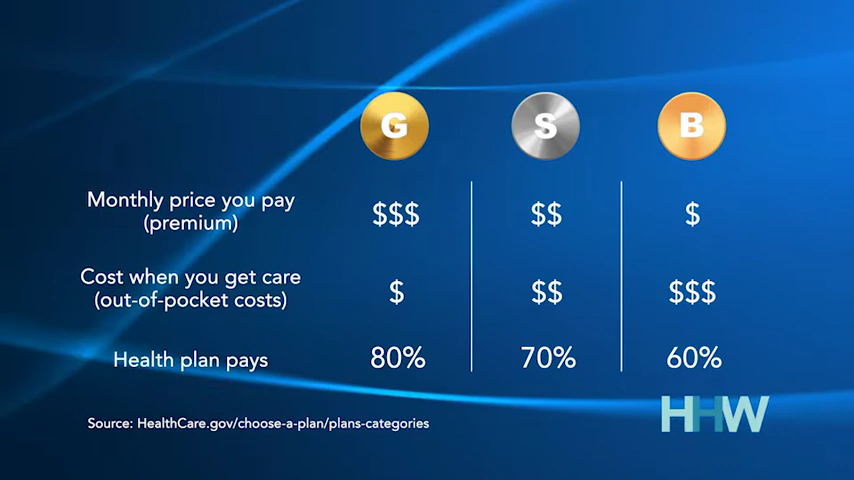 G S B
Monthly price you pay
(premium)
$$$ $$ $
Cost when you get care
(out-of-pocket costs)
$ $$ $$$
Health plan pays 80% 70% 60%
Source: HealthCare.gov/choose-a-plan/plans-categories
HHW